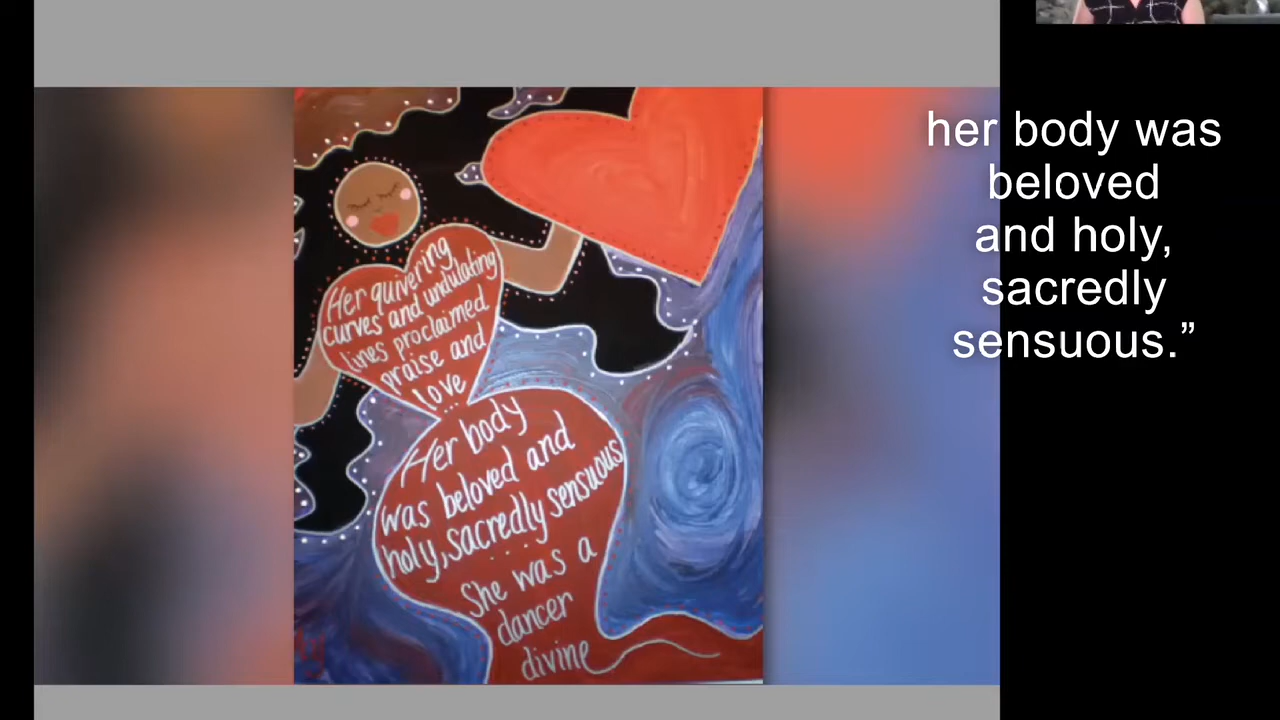 Her quivering
curves and undulating
lines proclaimed
praise and
love
...
Her body
was beloved and
holy, sacredly sensuous
....
She was a
dancer
divine
her body was
beloved
and holy,
sacredly
sensuous.”